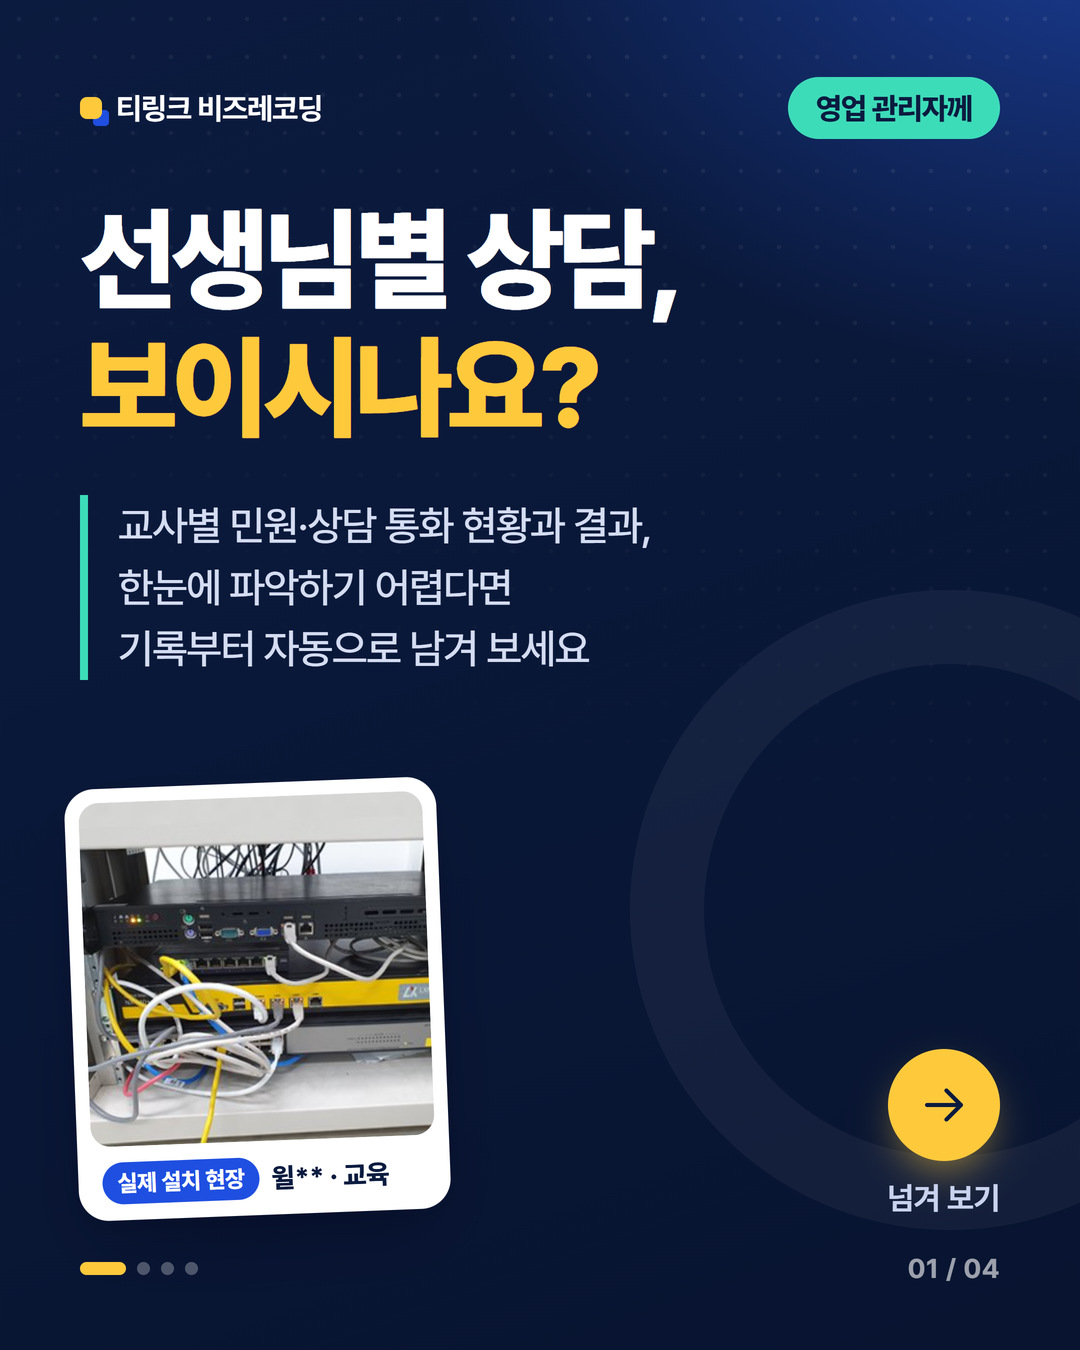 티링크 비즈레코딩
영업 관리자께
선생님별 상담,
보이시나요?
교사별 민원·상담 통화 현황과 결과,
한눈에 파악하기 어렵다면
기록부터 자동으로 남겨 보세요
실제 설치 현장
윌** · 교육
넘겨 보기
01 / 04